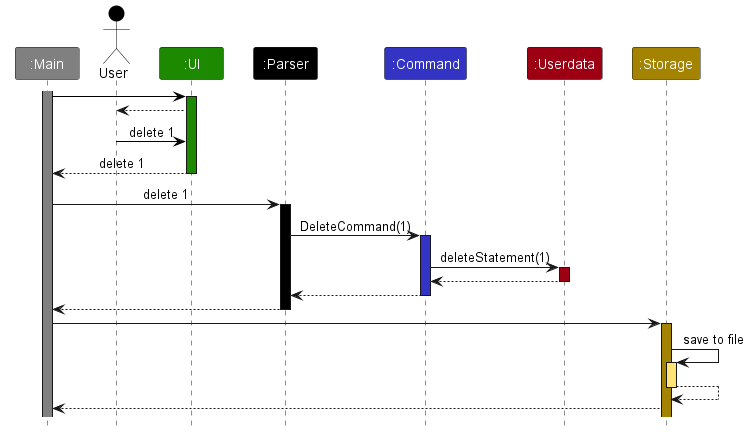 :Main
User
:UI
:Parser
:Command
:Userdata
:Storage
delete 1
delete 1
delete 1
DeleteCommand(1)
deleteStatement(1)
save to file